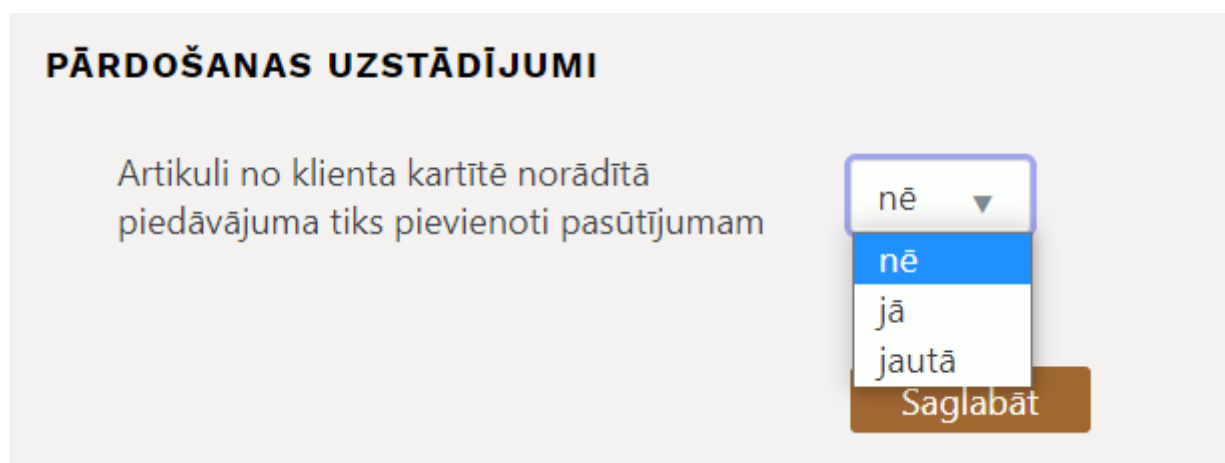 PĀRDOŠANAS UZSTĀDĪJUMI
Artikuli no klienta kartītē norādītā
piedāvājuma tiks pievienoti pasūtījumam
nē
nē
jā
jautā
Saglabāt